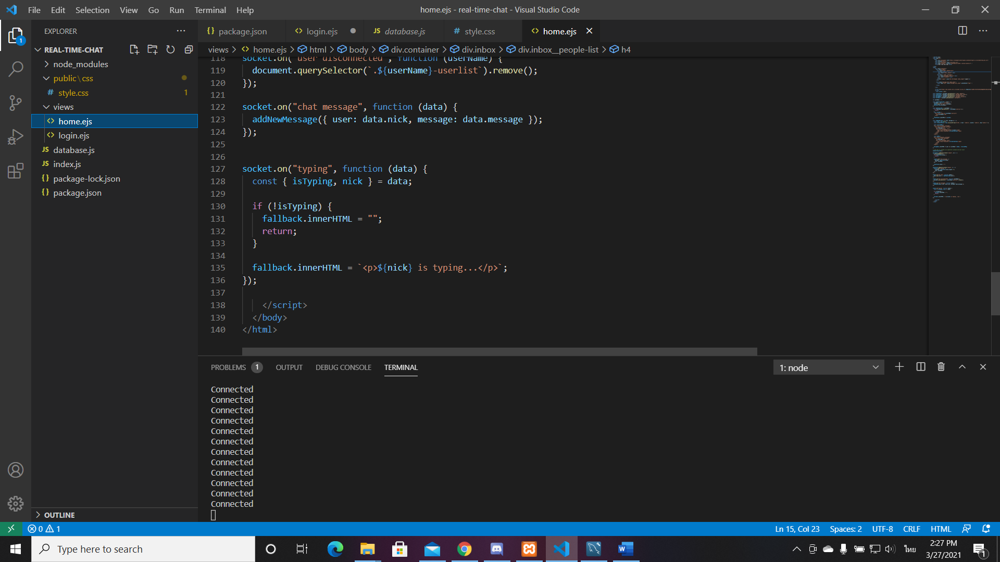 File Edit Selection View Go Run Terminal Help
home.ejs - real-time-chat - Visual Studio Code
EXPLORER
REAL-TIME-CHAT
node_modules
public\css
# style.css 1
views
<> home.ejs
<> login.ejs
JS database.js
JS index.js
{} package-lock.json
{} package.json
OUTLINE
1
{} package.json
<> login.ejs
JS database.js
# style.css
<> home.ejs
views > <> home.ejs > html > body > div.container > div.inbox > div.inbox__people-list > h4
118 socket.on("user disconnected", function (userName) {
119 document.querySelector(`.${userName}-userlist`).remove();
120 });
121
122 socket.on("chat message", function (data) {
123 addNewMessage({ user: data.nick, message: data.message });
124 });
125
126
127 socket.on("typing", function (data) {
128 const { isTyping, nick } = data;
129
130 if (!isTyping) {
131 fallback.innerHTML = "";
132 return;
133 }
134
135 fallback.innerHTML = `<p>${nick} is typing...</p>`;
136 });
137
138 </script>
139 </body>
140 </html>
PROBLEMS 1 OUTPUT DEBUG CONSOLE TERMINAL
1: node
Connected
Connected
Connected
Connected
Connected
Connected
Connected
Connected
Connected
Connected
Connected
Connected
0 1
Ln 15, Col 23 Spaces: 2 UTF-8 CRLF HTML
Type here to search
W
ไทย
2:27 PM
3/27/2021
1